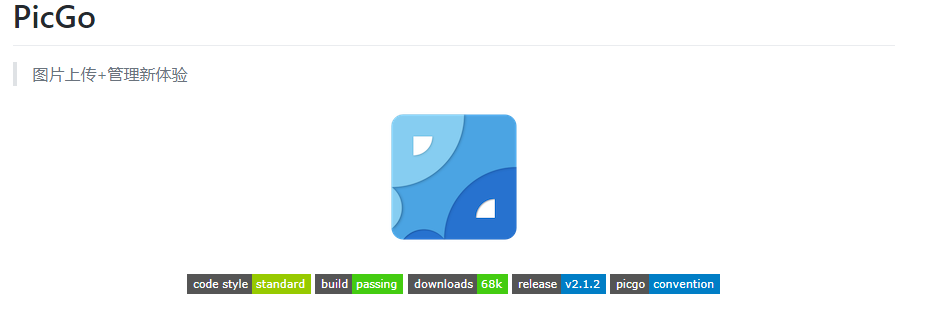 PicGo
图片上传+管理新体验
code style standard build passing downloads 68k release v2.1.2 picgo convention